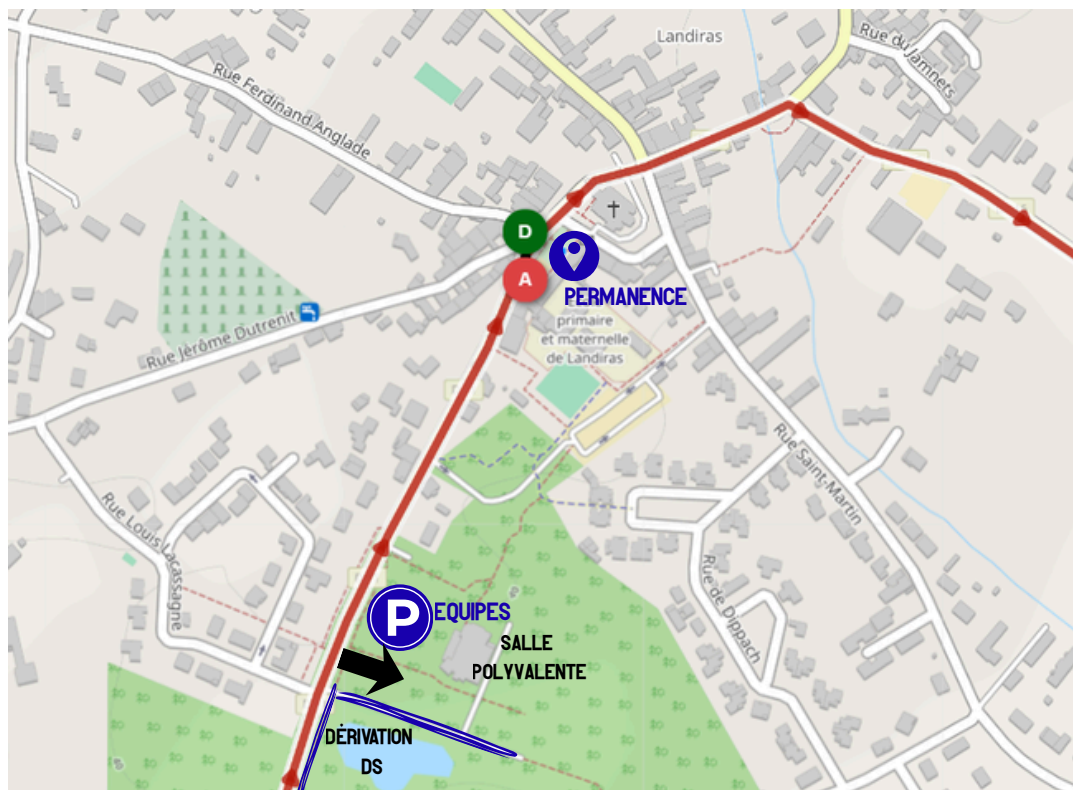 Landiras
Rue du Jamnets
Rue Ferdinand Anglade
D
A
PERMANENCE
primaire
et maternelle
de Landiras
Rue Jérôme Dutrenit
Rue Saint-Martin
Rue Louis Lacassagne
Rue de Dippach
P
EQUIPES
SALLE
POLYVALENTE
DÉRIVATION
DS